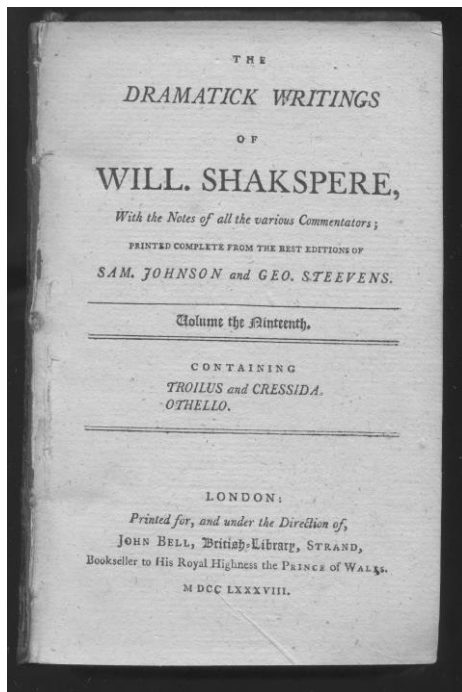 THE
DRAMATICK WRITINGS
OF
WILL. SHAKSPERE,
With the Notes of all the various Commentators;
PRINTED COMPLETE FROM THE BEST EDITIONS OF
SAM. JOHNSON and GEO. STEEVENS.
Volume the Ninteenth.
CONTAINING
TROILUS and CRESSIDA.
OTHELLO.
LONDON:
Printed for, and under the Direction of,
JOHN BELL, British-Library, STRAND,
Bookseller to His Royal Highness the PRINCE of WALES.
M DCC LXXXVIII.